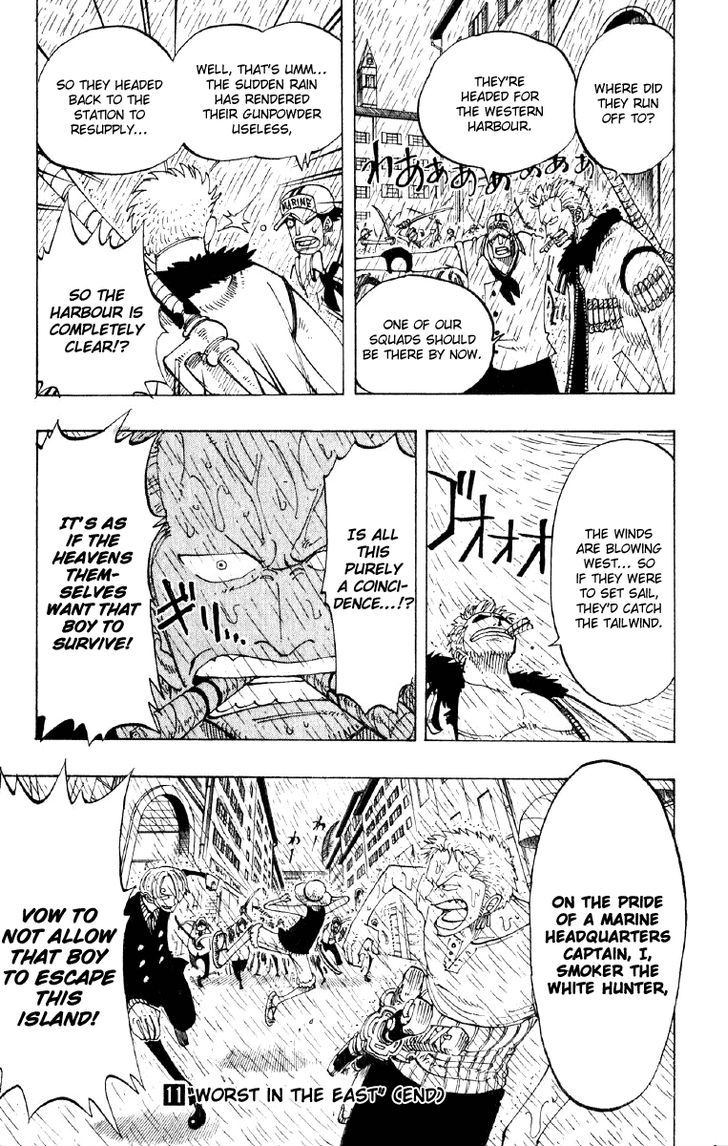 WHERE DID
THEY RUN
OFF TO?
THEY'RE
HEADED FOR
THE WESTERN
HARBOUR.
わあぁあぁあぁ
ONE OF OUR
SQUADS SHOULD
BE THERE BY NOW.
WELL, THAT'S UMM...
THE SUDDEN RAIN
HAS RENDERED
THEIR GUNPOWDER
USELESS,
SO THEY HEADED
BACK TO THE
STATION TO
RESUPPLY...
MARINE
SO THE
HARBOUR IS
COMPLETELY
CLEAR!?
THE WINDS
ARE BLOWING
WEST... SO
IF THEY WERE
TO SET SAIL,
THEY'D CATCH
THE TAILWIND.
ブオオオオ
IS ALL
THIS
PURELY
A COINCI-
DENCE...!?
ギリ...
IT'S AS
IF THE
HEAVENS
THEM-
SELVES
WANT THAT
BOY TO
SURVIVE!
ON THE PRIDE
OF A MARINE
HEADQUARTERS
CAPTAIN, I,
SMOKER THE
WHITE HUNTER,
VOW TO
NOT ALLOW
THAT BOY
TO ESCAPE
THIS
ISLAND!
11 "WORST IN THE EAST" (END)